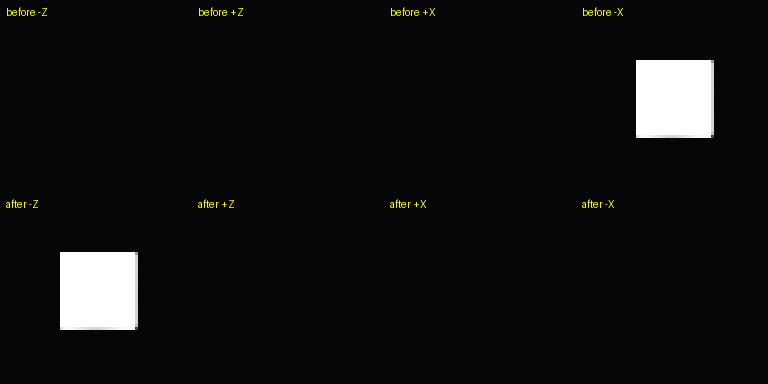 before -Z
before +Z
before +X
before -X
after -Z
after +Z
after +X
after -X